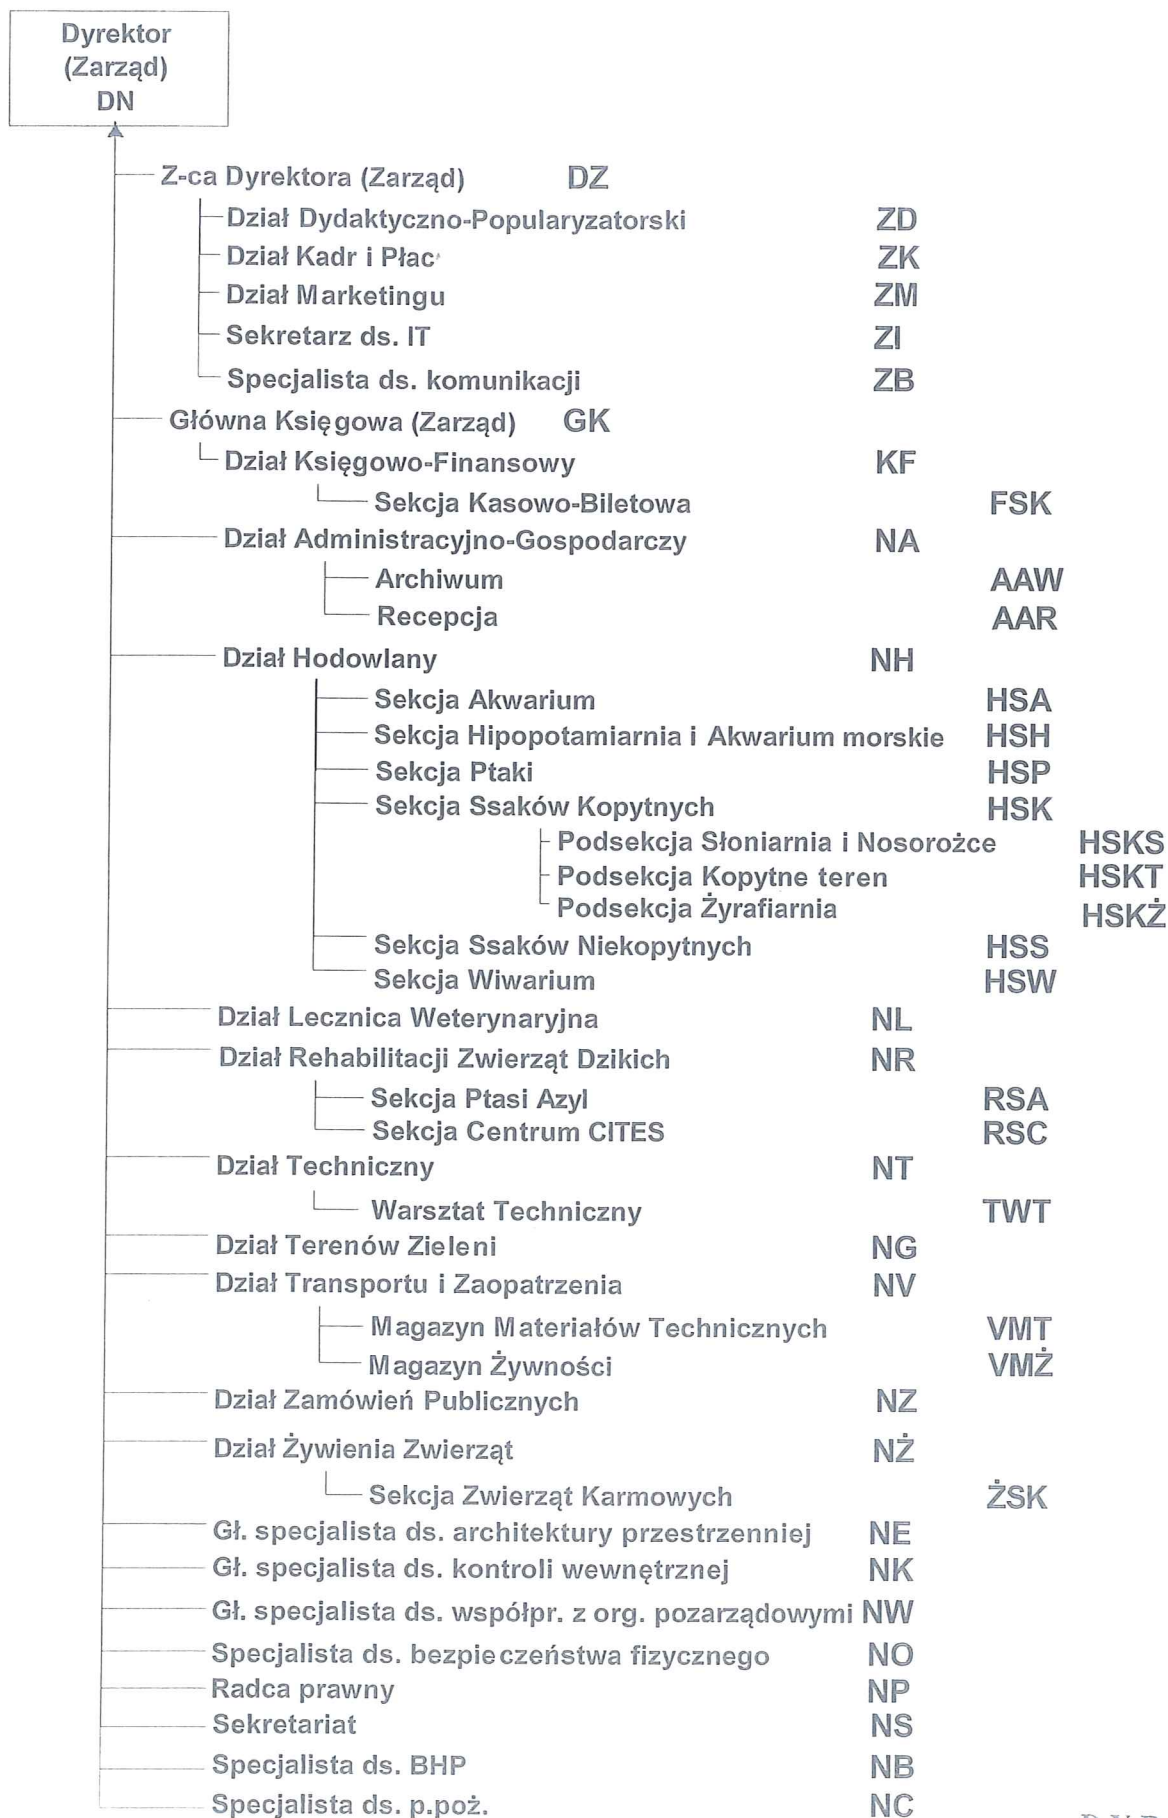 Dyrektor
(Zarząd)
DN
Z-ca Dyrektora (Zarząd) DZ
Dział Dydaktyczno-Popularyzatorski ZD
Dział Kadr i Płac ZK
Dział Marketingu ZM
Sekretarz ds. IT ZI
Specjalista ds. komunikacji ZB
Główna Księgowa (Zarząd) GK
Dział Księgowo-Finansowy KF
Sekcja Kasowo-Biletowa FSK
Dział Administracyjno-Gospodarczy NA
Archiwum AAW
Recepcja AAR
Dział Hodowlany NH
Sekcja Akwarium HSA
Sekcja Hipopotamiarnia i Akwarium morskie HSH
Sekcja Ptaki HSP
Sekcja Ssaków Kopytnych HSK
Podsekcja Słoniarnia i Nosorożce HSKS
Podsekcja Kopytne teren HSKT
Podsekcja Żyrafiarnia HSKŻ
Sekcja Ssaków Niekopytnych HSS
Sekcja Wiwarium HSW
Dział Lecznica Weterynaryjna NL
Dział Rehabilitacji Zwierząt Dzikich NR
Sekcja Ptasi Azyl RSA
Sekcja Centrum CITES RSC
Dział Techniczny NT
Warsztat Techniczny TWT
Dział Terenów Zieleni NG
Dział Transportu i Zaopatrzenia NV
Magazyn Materiałów Technicznych VMT
Magazyn Żywności VMŻ
Dział Zamówień Publicznych NZ
Dział Żywienia Zwierząt NŻ
Sekcja Zwierząt Karmowych ŻSK
Gł. specjalista ds. architektury przestrzenniej NE
Gł. specjalista ds. kontroli wewnętrznej NK
Gł. specjalista ds. współpr. z org. pozarządowymi NW
Specjalista ds. bezpieczeństwa fizycznego NO
Radca prawny NP
Sekretariat NS
Specjalista ds. BHP NB
Specjalista ds. p.poż. NC